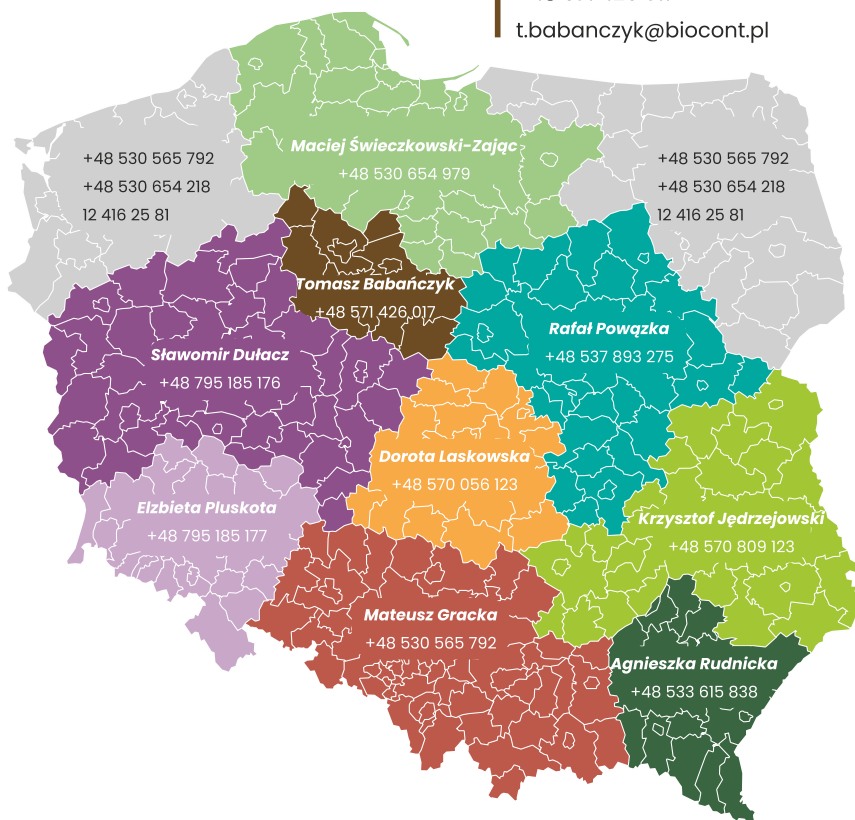 t.babanczyk@biocont.pl
Maciej Świeczkowski-Zając
+48 530 654 979
+48 530 565 792
+48 530 654 218
12 416 25 81
+48 530 565 792
+48 530 654 218
12 416 25 81
Tomasz Babańczyk
+48 571 426 017
Rafał Powązka
+48 537 893 275
Sławomir Dułacz
+48 795 185 176
Dorota Laskowska
+48 570 056 123
Elzbieta Pluskota
+48 795 185 177
Krzysztof Jędrzejowski
+48 570 809 123
Mateusz Gracka
+48 530 565 792
Agnieszka Rudnicka
+48 533 615 838